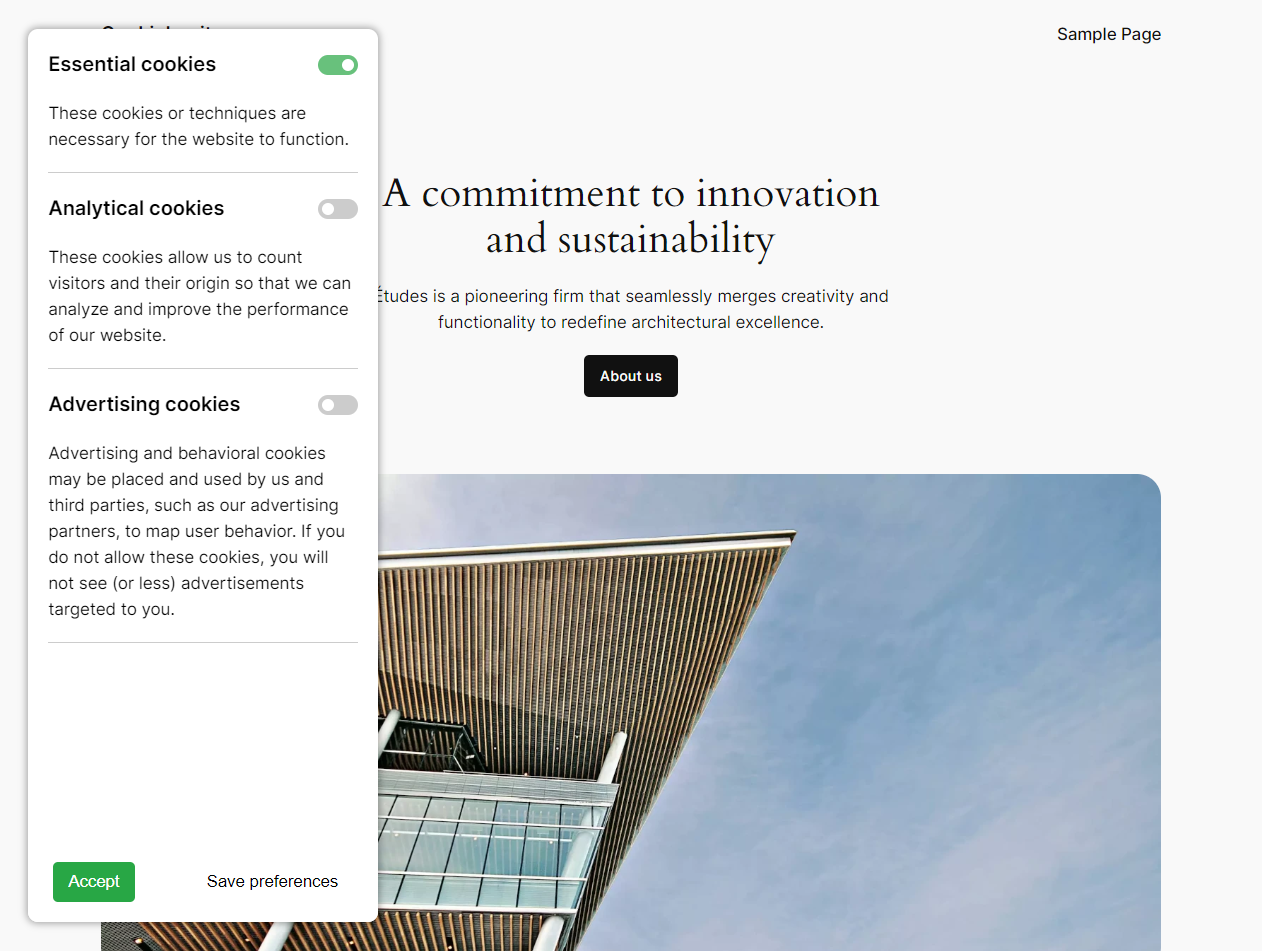 Sample Page
Essential cookies
These cookies or techniques are
necessary for the website to function.
Analytical cookies
These cookies allow us to count
visitors and their origin so that we can
analyze and improve the performance
of our website.
Advertising cookies
Advertising and behavioral cookies
may be placed and used by us and
third parties, such as our advertising
partners, to map user behavior. If you
do not allow these cookies, you will
not see (or less) advertisements
targeted to you.
Accept
Save preferences
A commitment to innovation
and sustainability
Études is a pioneering firm that seamlessly merges creativity and
functionality to redefine architectural excellence.
About us